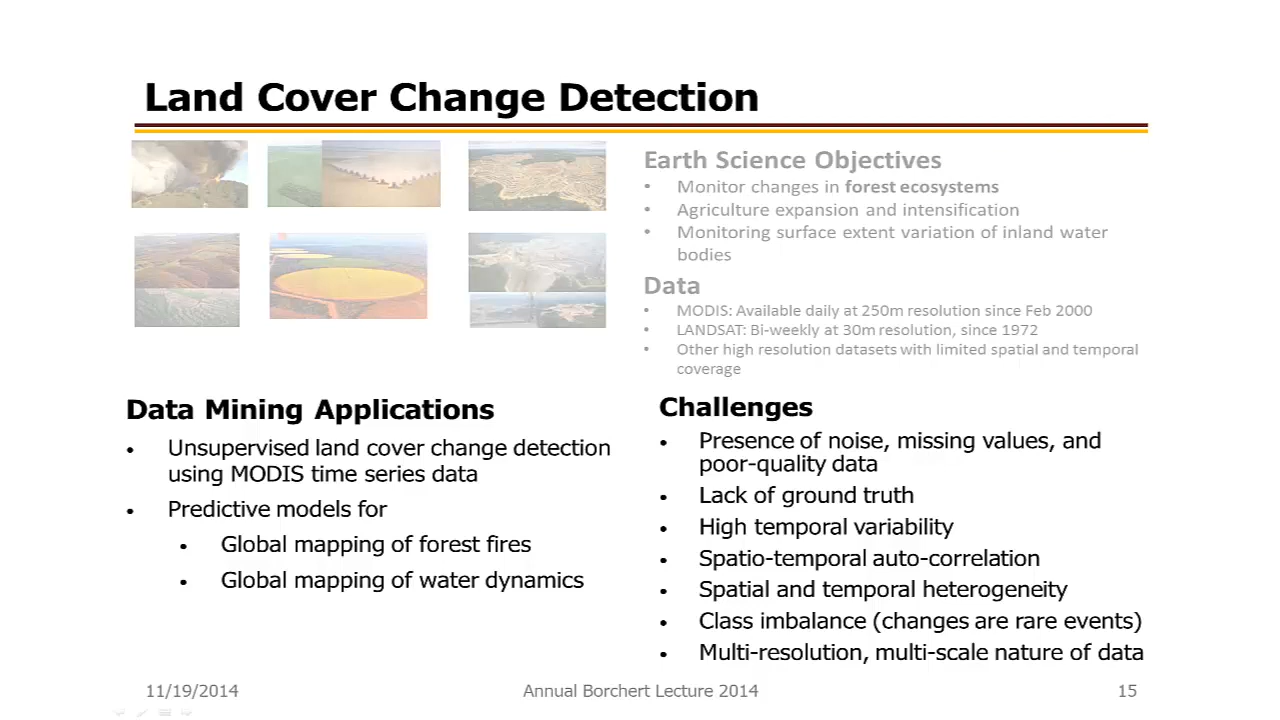 Land Cover Change Detection
Earth Science Objectives
• Monitor changes in forest ecosystems
• Agriculture expansion and intensification
• Monitoring surface extent variation of inland water
bodies
Data
• MODIS: Available daily at 250m resolution since Feb 2000
• LANDSAT: Bi-weekly at 30m resolution, since 1972
• Other high resolution datasets with limited spatial and temporal
coverage
Data Mining Applications
• Unsupervised land cover change detection
using MODIS time series data
• Predictive models for
• Global mapping of forest fires
• Global mapping of water dynamics
Challenges
• Presence of noise, missing values, and
poor-quality data
• Lack of ground truth
• High temporal variability
• Spatio-temporal auto-correlation
• Spatial and temporal heterogeneity
• Class imbalance (changes are rare events)
• Multi-resolution, multi-scale nature of data
11/19/2014
Annual Borchert Lecture 2014
15